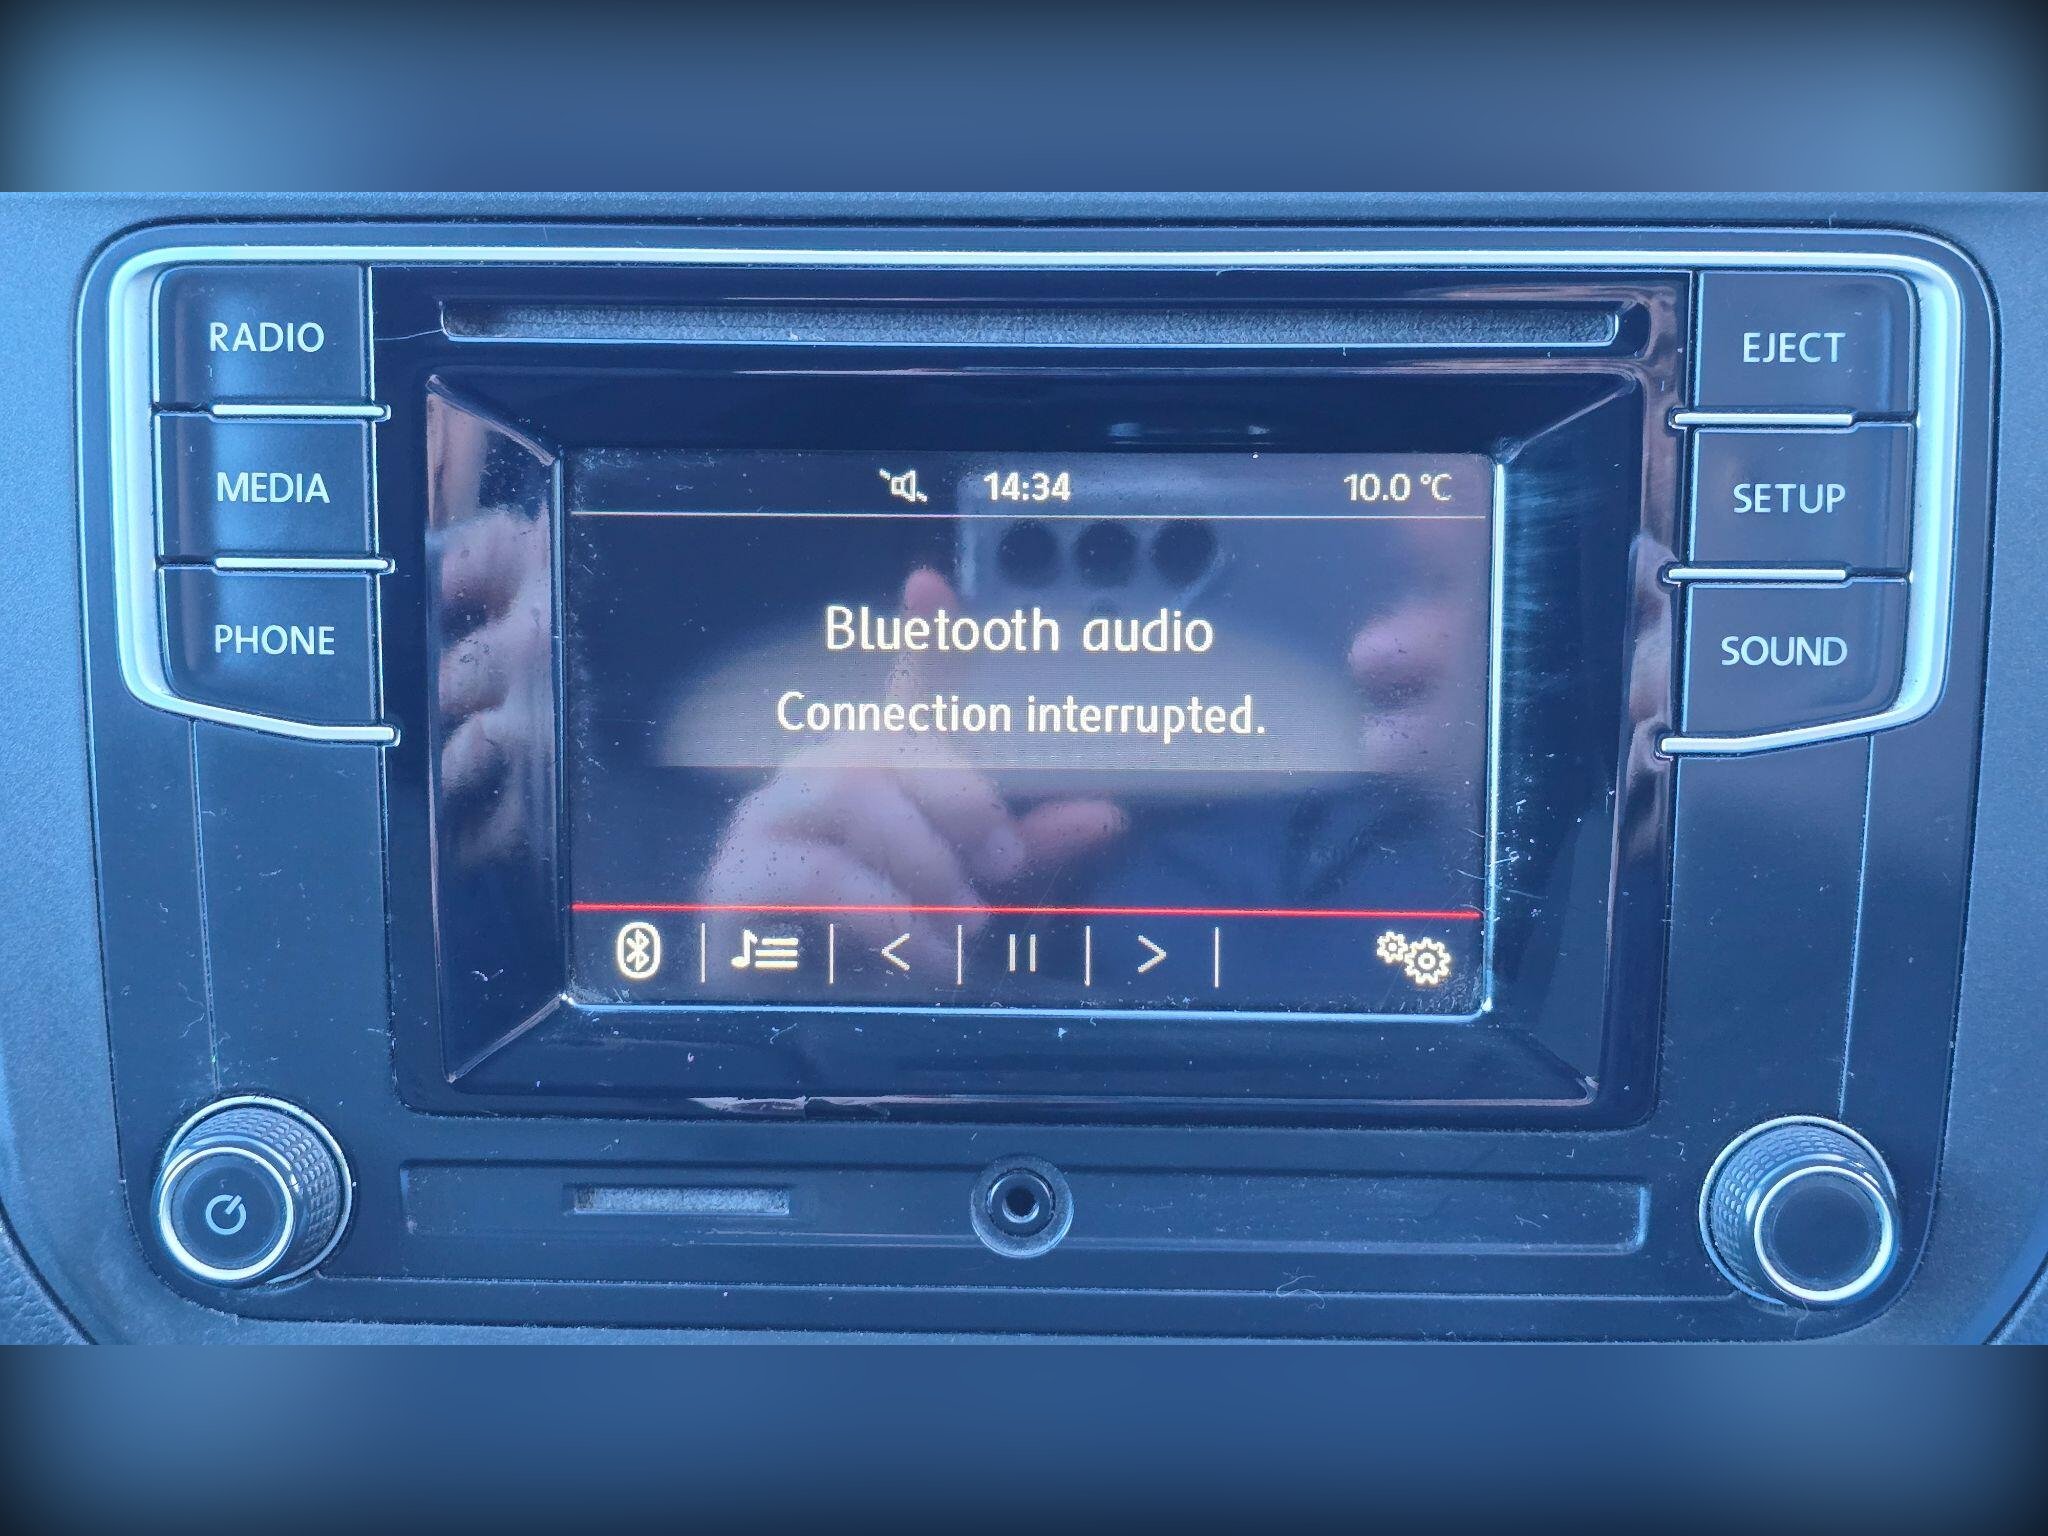 RADIO
MEDIA
PHONE
EJECT
SETUP
SOUND
14:34
10.0 °C
Bluetooth audio
Connection interrupted.